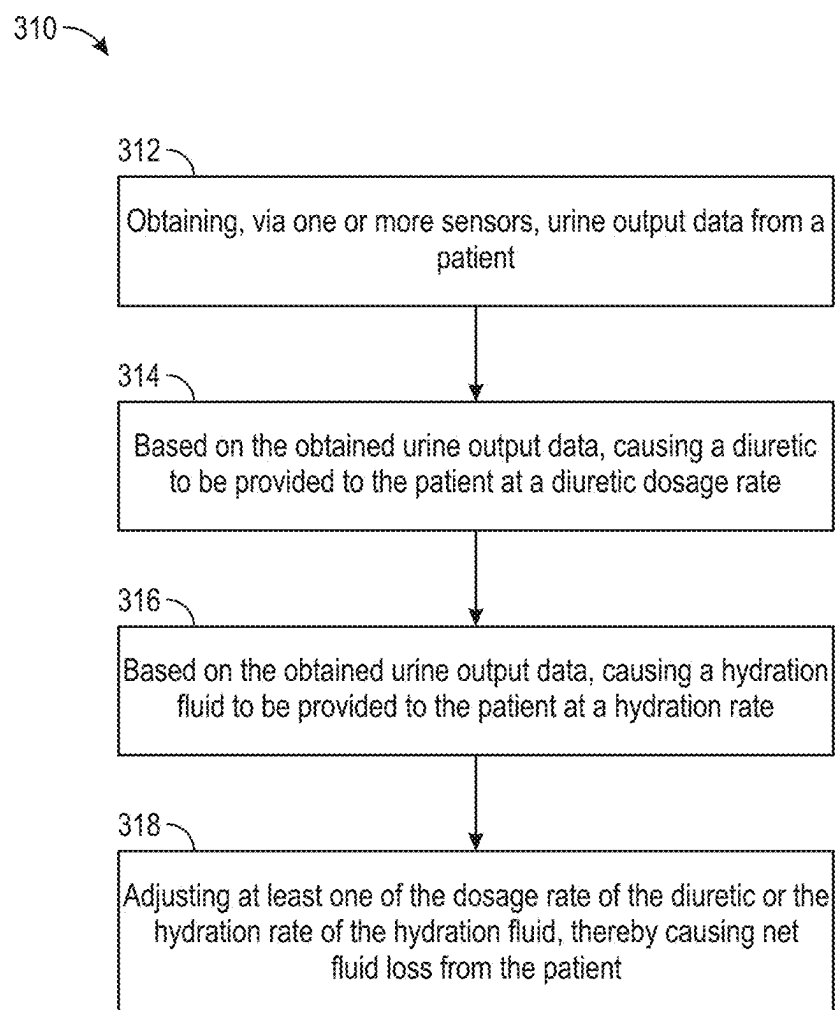 310
312
Obtaining, via one or more sensors, urine output data from a
patient
314
Based on the obtained urine output data, causing a diuretic
to be provided to the patient at a diuretic dosage rate
316
Based on the obtained urine output data, causing a hydration
fluid to be provided to the patient at a hydration rate
318
Adjusting at least one of the dosage rate of the diuretic or the
hydration rate of the hydration fluid, thereby causing net
fluid loss from the patient